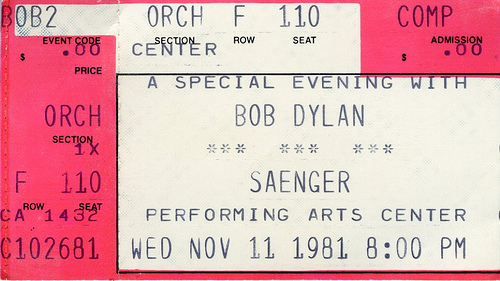 BOB2 ORCH F 110 COMP
EVENT CODE SECTION ROW SEAT ADMISSION
$ .00 CENTER $ .00
PRICE
A SPECIAL EVENING WITH
ORCH BOB DYLAN
SECTION
1X *** *** ***
F 110 SAENGER
ROW SEAT
CA 1432 PERFORMING ARTS CENTER
C102681 WED NOV 11 1981 8:00 PM